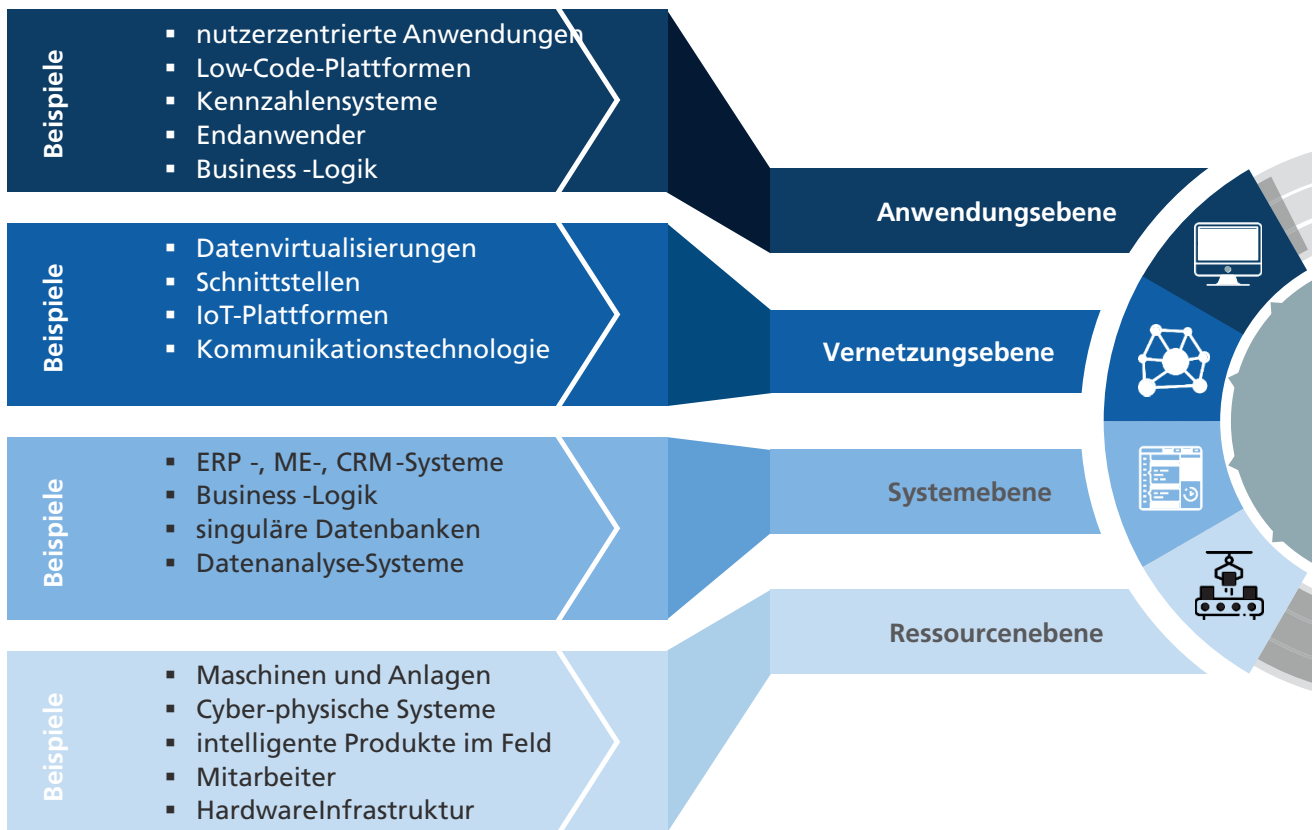 Beispiele
▪ nutzerzentrierte Anwendungen
▪ Low-Code-Plattformen
▪ Kennzahlensysteme
▪ Endanwender
▪ Business -Logik
Anwendungsebene
Beispiele
▪ Datenvirtualisierungen
▪ Schnittstellen
▪ IoT-Plattformen
▪ Kommunikationstechnologie
Vernetzungsebene
Beispiele
▪ ERP -, ME-, CRM-Systeme
▪ Business -Logik
▪ singuläre Datenbanken
▪ Datenanalyse-Systeme
Systemebene
Beispiele
▪ Maschinen und Anlagen
▪ Cyber-physische Systeme
▪ intelligente Produkte im Feld
▪ Mitarbeiter
▪ HardwareInfrastruktur
Ressourcenebene